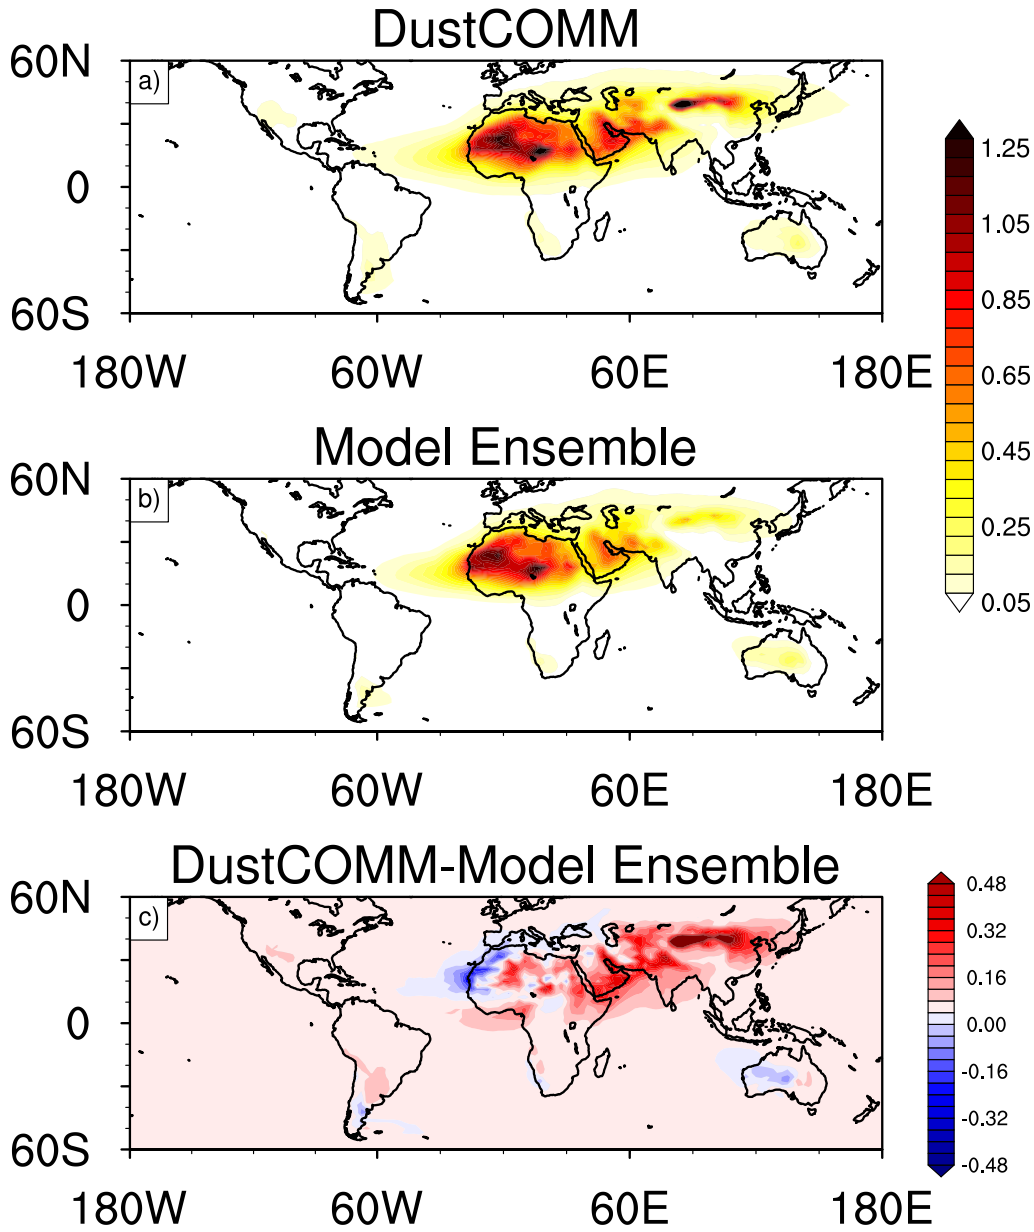 DustCOMM
60N
a)
0
60S
180W 60W 60E 180E
1.25
1.05
0.85
0.65
0.45
0.25
0.05
Model Ensemble
60N
b)
0
60S
180W 60W 60E 180E
DustCOMM-Model Ensemble
60N
c)
0
60S
180W 60W 60E 180E
0.48
0.32
0.16
0.00
-0.16
-0.32
-0.48